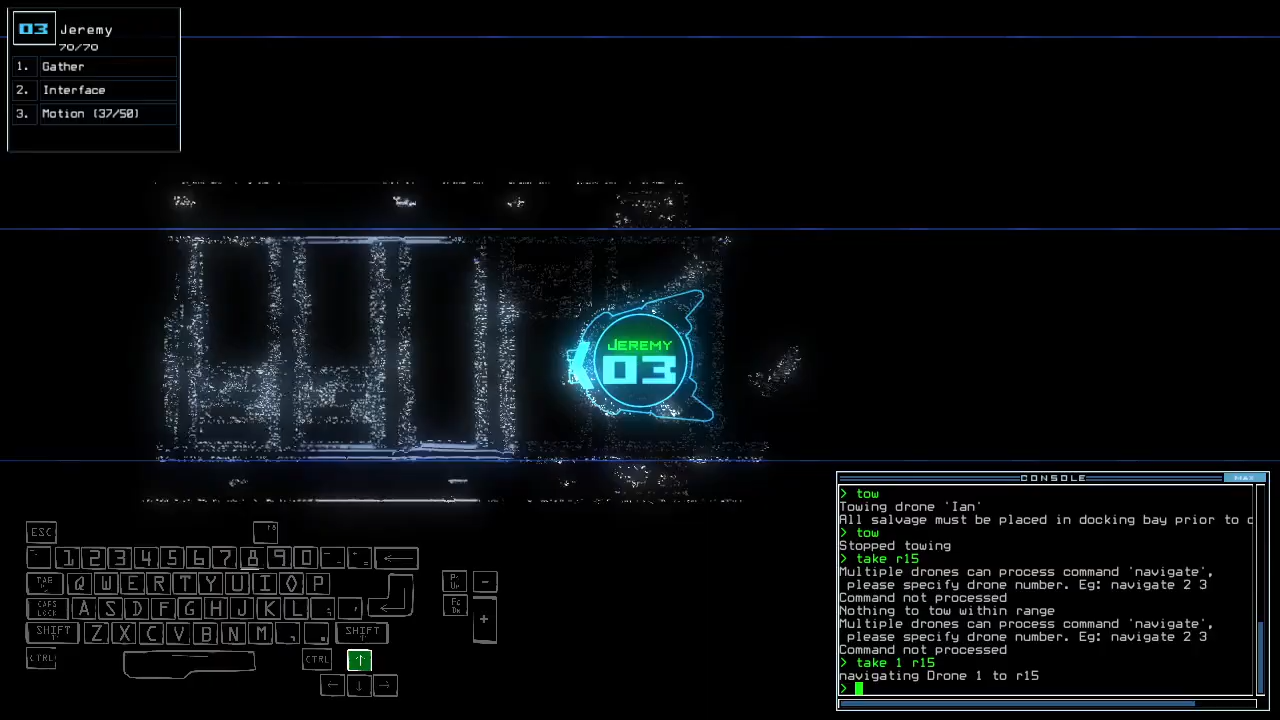 03 Jeremy
70/70
1. Gather
2. Interface
3. Motion (37/50)
JEREMY
03
CONSOLE
MAX
> tow
Towing drone 'Ian'
All salvage must be placed in docking bay prior to
> tow
Stopped towing
> take r15
Multiple drones can process command 'navigate',
please specify drone number. Eg: navigate 2 3
Command not processed
Nothing to tow within range
Multiple drones can process command 'navigate',
please specify drone number. Eg: navigate 2 3
Command not processed
> take 1 r15
navigating Drone 1 to r15
>
ESC
1 2 3 4 5 6 7 8 9 0
TAB Q W E R T Y U I O P
CAPS LOCK A S D F G H J K L
SHIFT Z X C V B N M , . SHIFT
CTRL CTRL